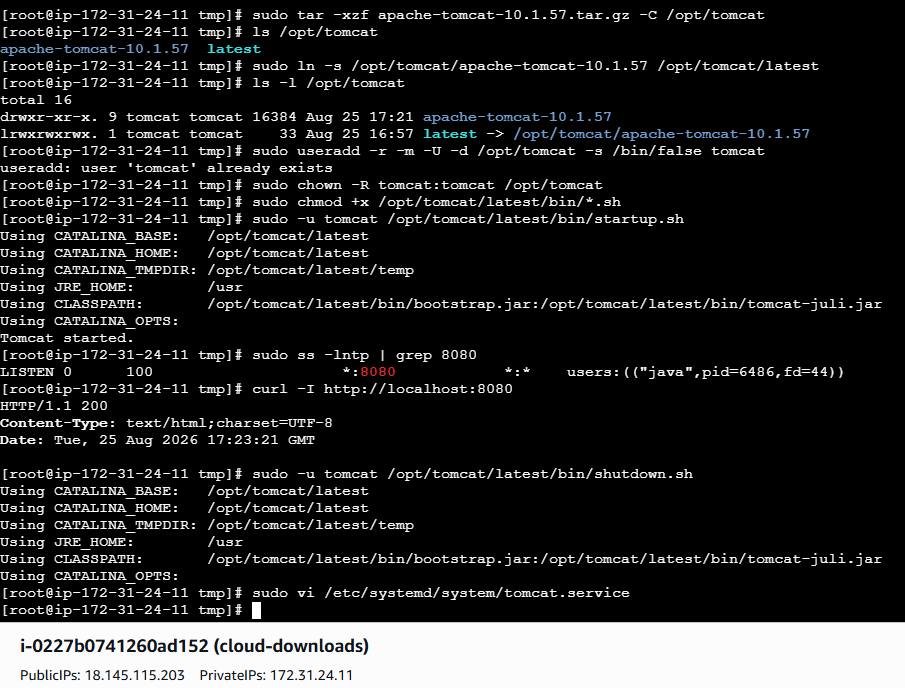 [root@ip-172-31-24-11 tmp]# sudo tar -xzf apache-tomcat-10.1.57.tar.gz -C /opt/tomcat
[root@ip-172-31-24-11 tmp]# ls /opt/tomcat
apache-tomcat-10.1.57  latest
[root@ip-172-31-24-11 tmp]# sudo ln -s /opt/tomcat/apache-tomcat-10.1.57 /opt/tomcat/latest
[root@ip-172-31-24-11 tmp]# ls -l /opt/tomcat
total 16
drwxr-xr-x. 9 tomcat tomcat 16384 Aug 25 17:21 apache-tomcat-10.1.57
lrwxrwxrwx. 1 tomcat tomcat    33 Aug 25 16:57 latest -> /opt/tomcat/apache-tomcat-10.1.57
[root@ip-172-31-24-11 tmp]# sudo useradd -r -m -U -d /opt/tomcat -s /bin/false tomcat
useradd: user 'tomcat' already exists
[root@ip-172-31-24-11 tmp]# sudo chown -R tomcat:tomcat /opt/tomcat
[root@ip-172-31-24-11 tmp]# sudo chmod +x /opt/tomcat/latest/bin/*.sh
[root@ip-172-31-24-11 tmp]# sudo -u tomcat /opt/tomcat/latest/bin/startup.sh
Using CATALINA_BASE:   /opt/tomcat/latest
Using CATALINA_HOME:   /opt/tomcat/latest
Using CATALINA_TMPDIR: /opt/tomcat/latest/temp
Using JRE_HOME:        /usr
Using CLASSPATH:       /opt/tomcat/latest/bin/bootstrap.jar:/opt/tomcat/latest/bin/tomcat-juli.jar
Using CATALINA_OPTS:
Tomcat started.
[root@ip-172-31-24-11 tmp]# sudo ss -lntp | grep 8080
LISTEN 0      100                       *:8080             *:*    users:(("java",pid=6486,fd=44))
[root@ip-172-31-24-11 tmp]# curl -I http://localhost:8080
HTTP/1.1 200
Content-Type: text/html;charset=UTF-8
Date: Tue, 25 Aug 2026 17:23:21 GMT
[root@ip-172-31-24-11 tmp]# sudo -u tomcat /opt/tomcat/latest/bin/shutdown.sh
Using CATALINA_BASE:   /opt/tomcat/latest
Using CATALINA_HOME:   /opt/tomcat/latest
Using CATALINA_TMPDIR: /opt/tomcat/latest/temp
Using JRE_HOME:        /usr
Using CLASSPATH:       /opt/tomcat/latest/bin/bootstrap.jar:/opt/tomcat/latest/bin/tomcat-juli.jar
Using CATALINA_OPTS:
[root@ip-172-31-24-11 tmp]# sudo vi /etc/systemd/system/tomcat.service
[root@ip-172-31-24-11 tmp]#
i-0227b0741260ad152 (cloud-downloads)
PublicIPs: 18.145.115.203   PrivateIPs: 172.31.24.11